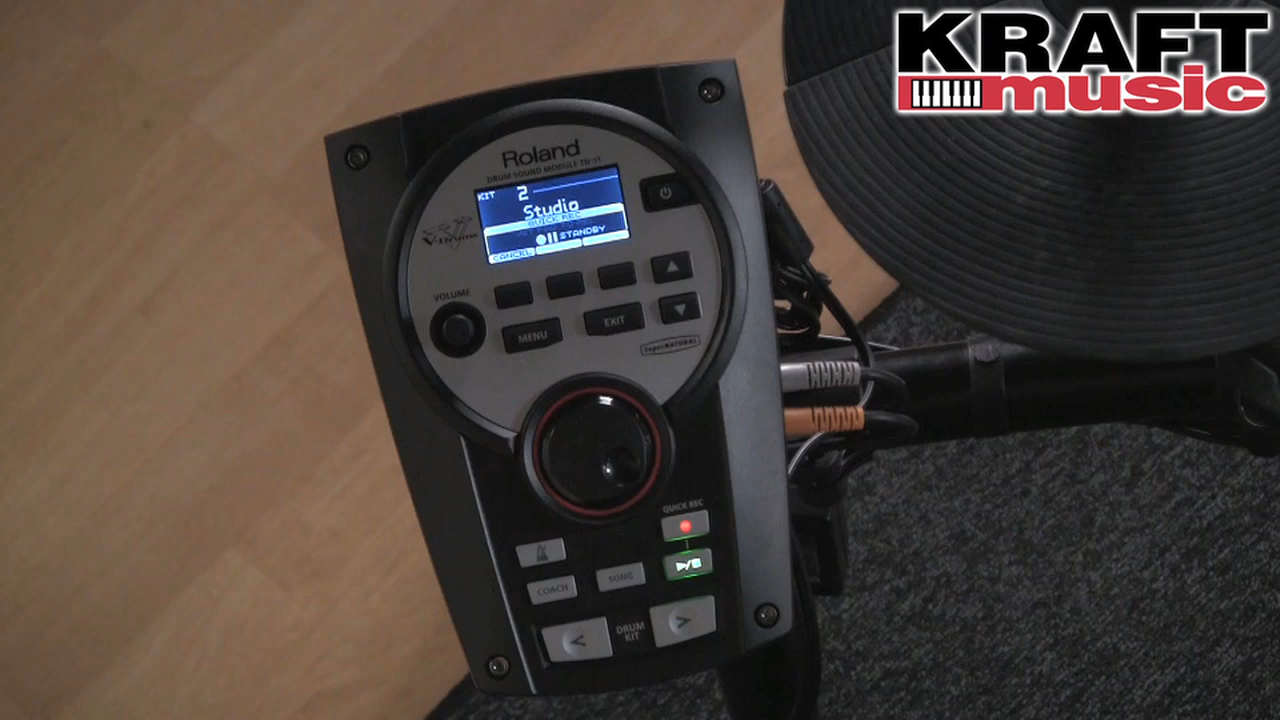 KRAFT
music
Roland
DRUM SOUND MODULE TD-11
KIT 2
Studio
QUICK REC
STANDBY
CANCEL
V-Drums
VOLUME
MENU
EXIT
SuperNATURAL
QUICK REC
COACH
SONG
DRUM
KIT